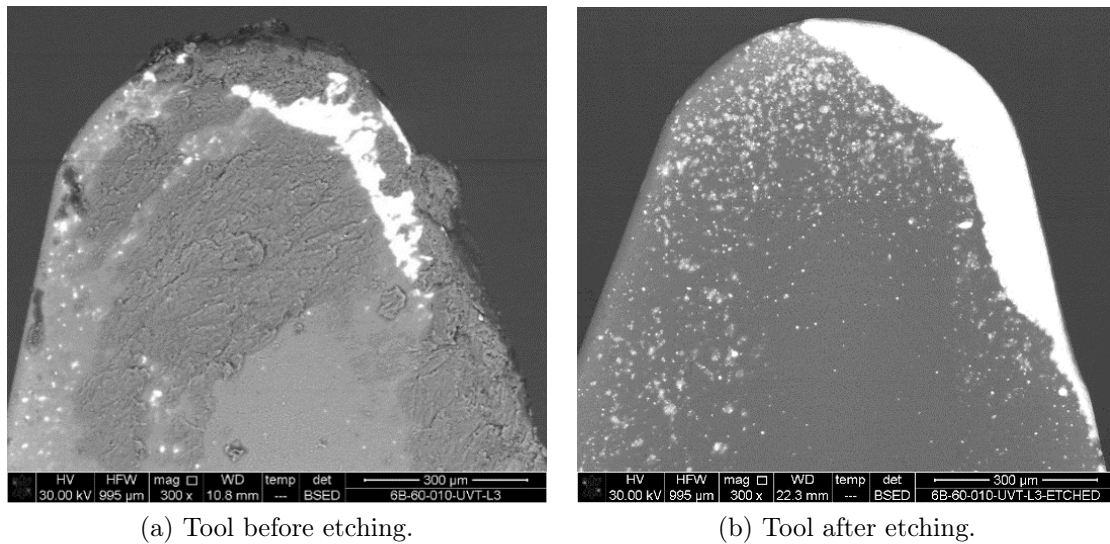 HV HFW mag □ WD temp det 300 µm
30.00 kV 995 µm 300 x 10.8 mm --- BSED 6B-60-010-UVT-L3
HV HFW mag □ WD temp det 300 µm
30.00 kV 995 µm 300 x 22.3 mm --- BSED 6B-60-010-UVT-L3-ETCHED
(a) Tool before etching.
(b) Tool after etching.